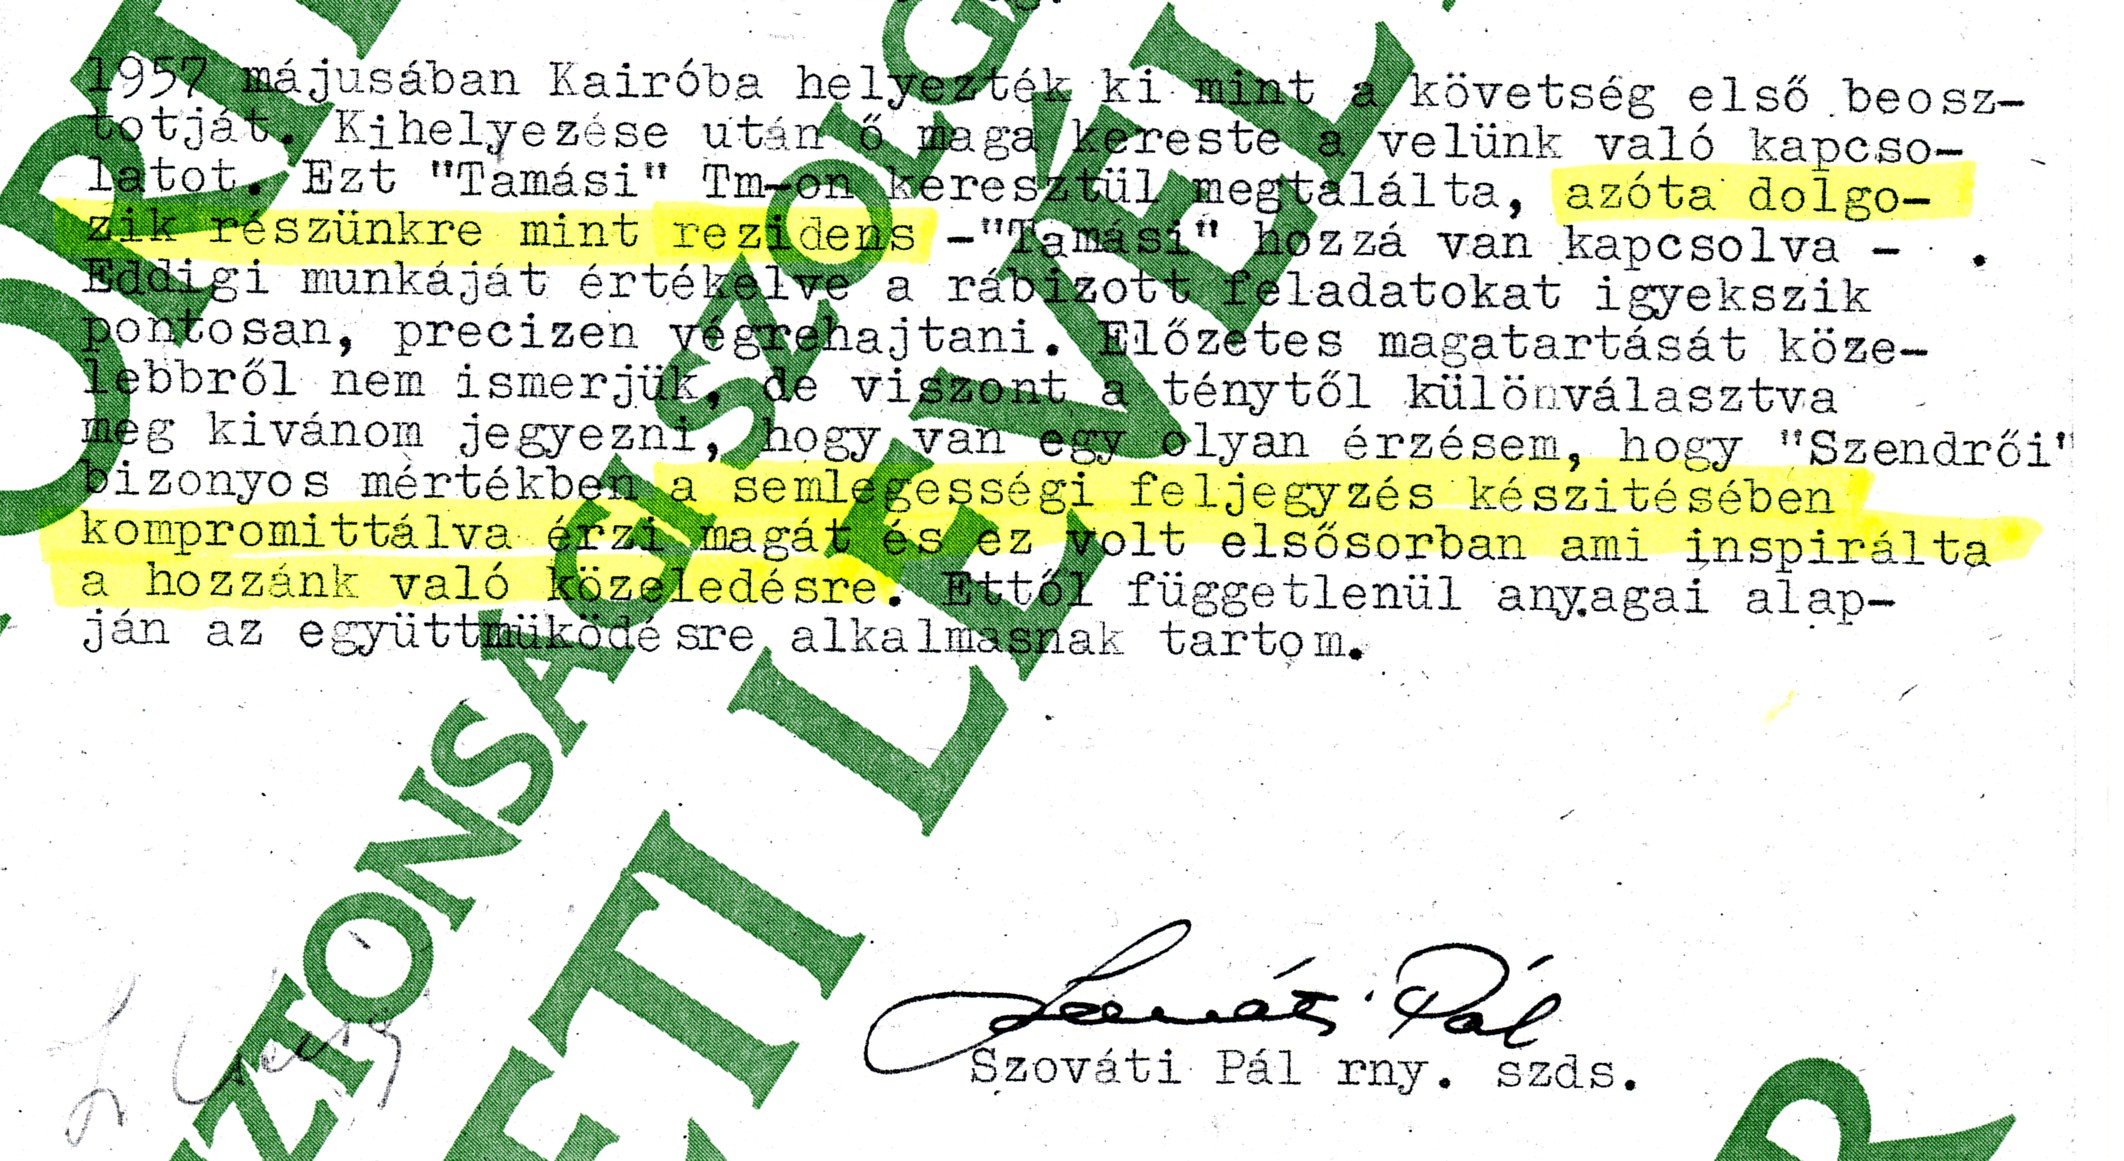 1957 májusában Kairóba helyezték ki mint a követség első beosz-
totját. Kihelyezése után ő maga kereste a velünk való kapcso-
latot. Ezt "Tamási" Tm-on keresztül megtalálta, azóta dolgo-
zik részünkre mint rezidens -"Tamási" hozzá van kapcsolva - .
Eddigi munkáját értékelve a rábizott feladatokat igyekszik
pontosan, precizen végrehajtani. Előzetes magatartását köze-
lebbről nem ismerjük, de viszont a ténytől különválasztva
meg kivánom jegyezni, hogy van egy olyan érzésem, hogy "Szendrői"
bizonyos mértékben a semlegességi feljegyzés készitésében
kompromittálva érzi magát és ez volt elsősorban ami inspirálta
a hozzánk való közeledésre. Ettől függetlenül anyagai alap-
ján az együttmüködésre alkalmasnak tartom.
Szováti Pál
Szováti Pál rny. szds.